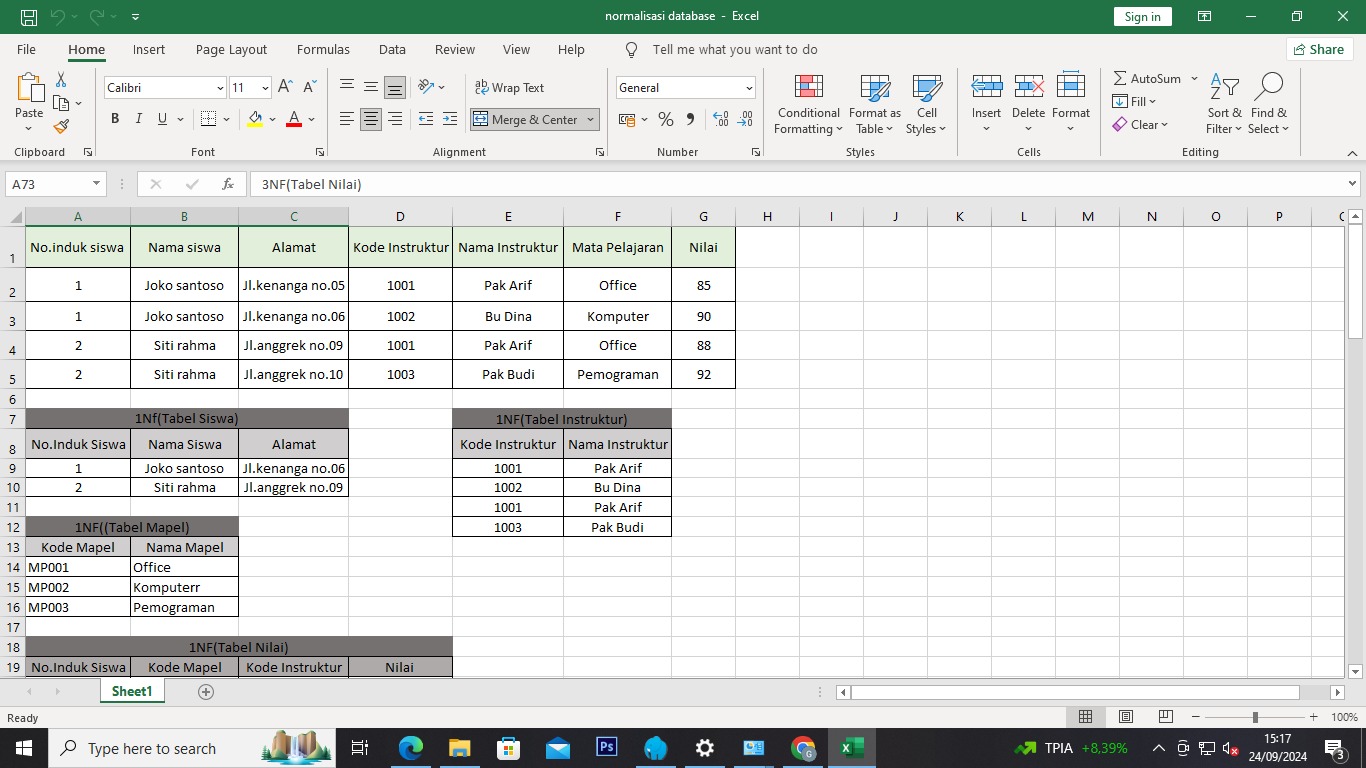 normalisasi database - Excel
Sign in
File Home Insert Page Layout Formulas Data Review View Help Tell me what you want to do Share
Paste
Clipboard
Calibri 11
B I U
Font
Wrap Text
Merge & Center
Alignment
General
Number
Conditional Formatting
Format as Table
Cell Styles
Styles
Insert Delete Format
Cells
AutoSum
Fill
Clear
Sort & Filter
Find & Select
Editing
A73 fx 3NF(Tabel Nilai)
A B C D E F G H I J K L M N O P
1 No.induk siswa Nama siswa Alamat Kode Instruktur Nama Instruktur Mata Pelajaran Nilai
2 1 Joko santoso Jl.kenanga no.05 1001 Pak Arif Office 85
3 1 Joko santoso Jl.kenanga no.06 1002 Bu Dina Komputer 90
4 2 Siti rahma Jl.anggrek no.09 1001 Pak Arif Office 88
5 2 Siti rahma Jl.anggrek no.10 1003 Pak Budi Pemograman 92
6
7 1Nf(Tabel Siswa) 1NF(Tabel Instruktur)
8 No.Induk Siswa Nama Siswa Alamat Kode Instruktur Nama Instruktur
9 1 Joko santoso Jl.kenanga no.06 1001 Pak Arif
10 2 Siti rahma Jl.anggrek no.09 1002 Bu Dina
11 1001 Pak Arif
12 1NF((Tabel Mapel) 1003 Pak Budi
13 Kode Mapel Nama Mapel
14 MP001 Office
15 MP002 Komputerr
16 MP003 Pemograman
17
18 1NF(Tabel Nilai)
19 No.Induk Siswa Kode Mapel Kode Instruktur Nilai
Sheet1
Ready 100%
Type here to search
Ps
TPIA +8,39%
15:17
24/09/2024
3